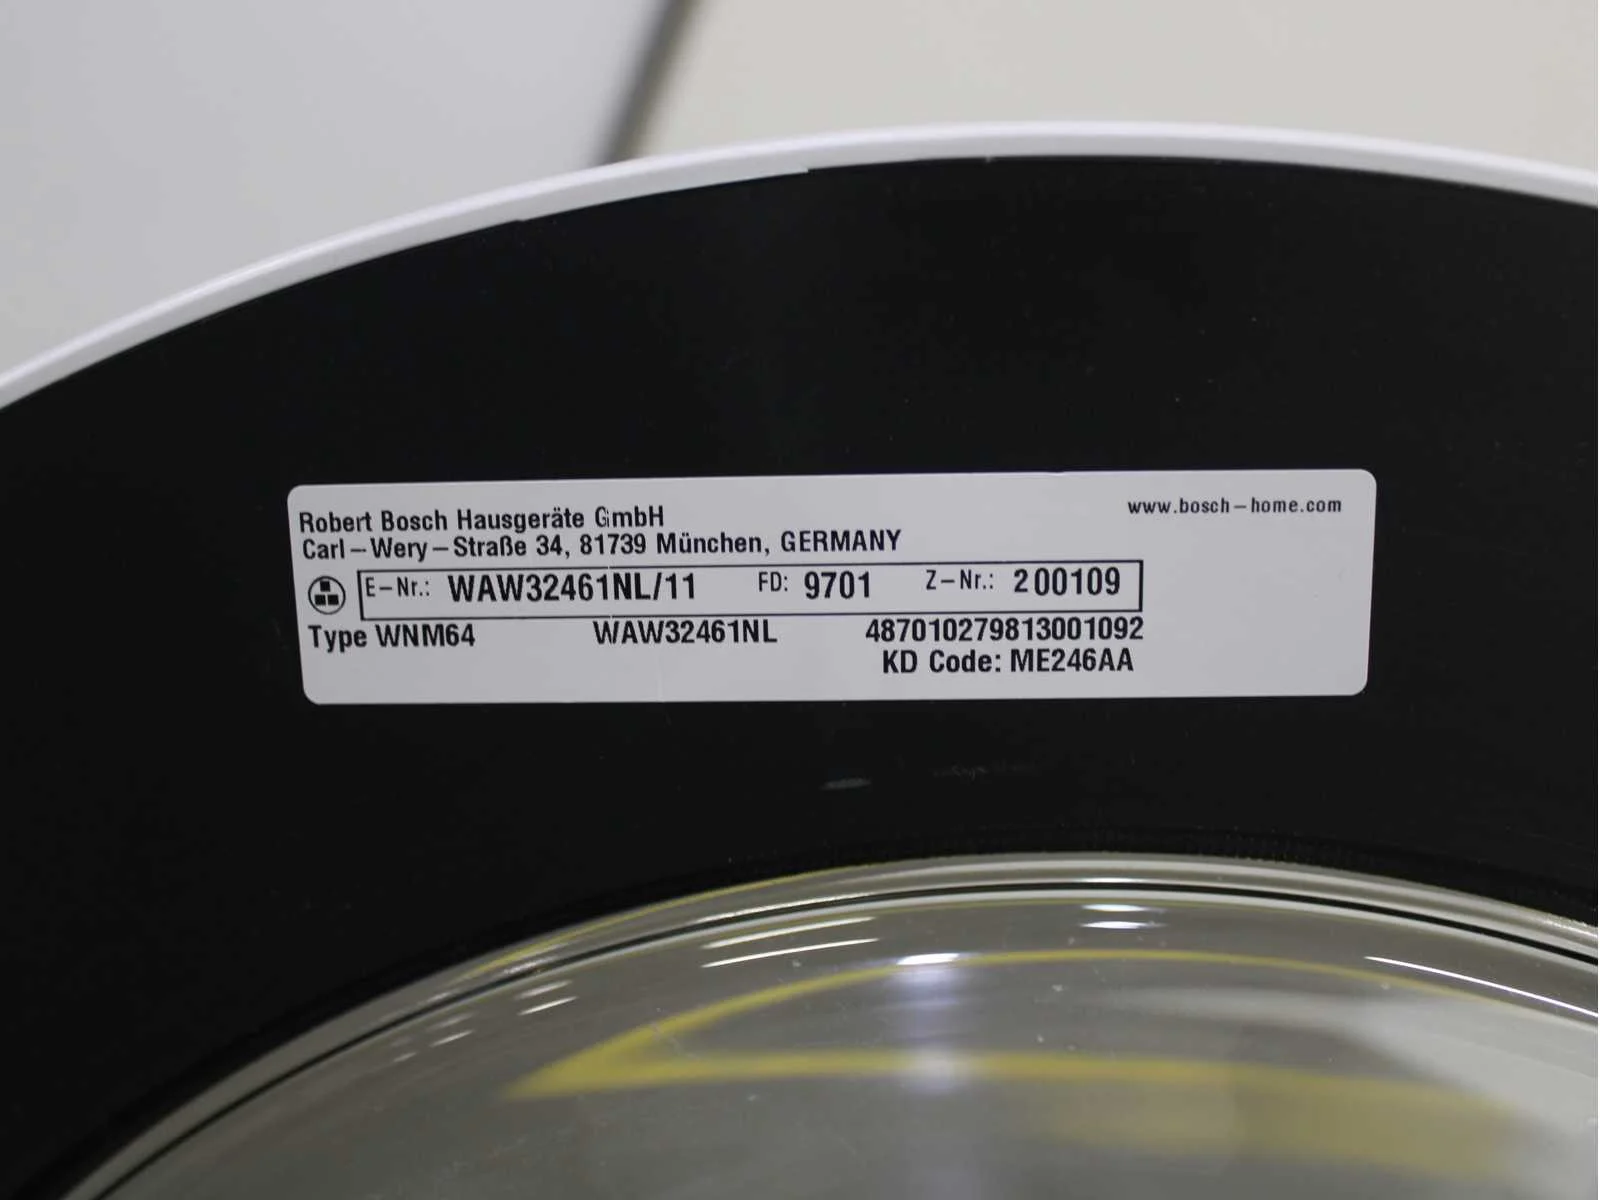 Robert Bosch Hausgeräte GmbH
www.bosch-home.com
Carl-Wery-Straße 34, 81739 München, GERMANY
E-Nr.: WAW32461NL/11 FD: 9701 Z-Nr.: 200109
Type WNM64 WAW32461NL 487010279813001092
KD Code: ME246AA